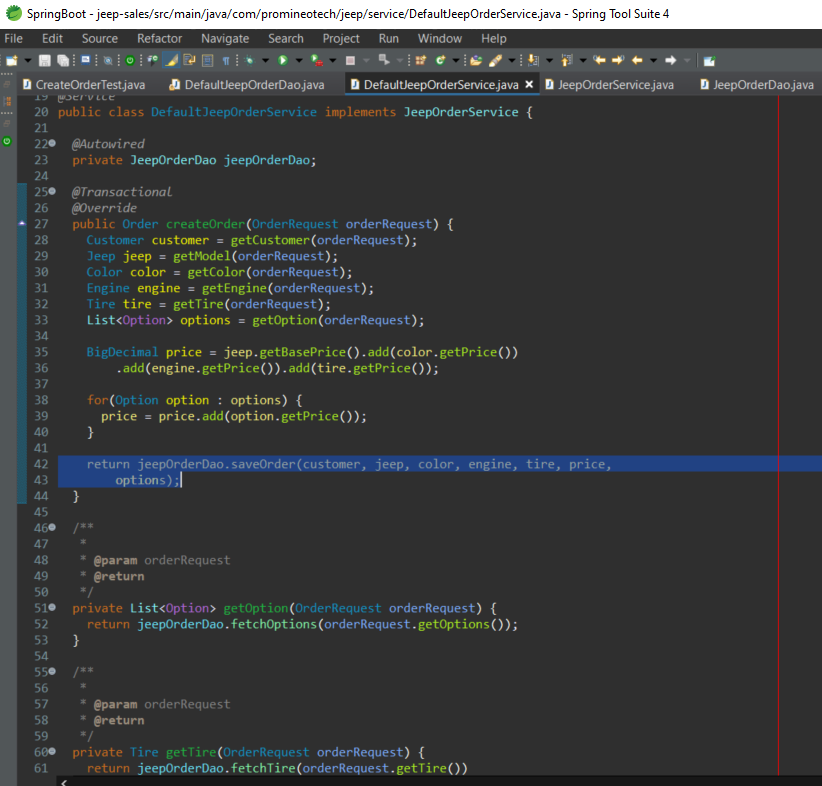 SpringBoot - jeep-sales/src/main/java/com/promineotech/jeep/service/DefaultJeepOrderService.java - Spring Tool Suite 4
File Edit Source Refactor Navigate Search Project Run Window Help
CreateOrderTest.java DefaultJeepOrderDao.java DefaultJeepOrderService.java JeepOrderService.java JeepOrderDao.java
19 @Service
20 public class DefaultJeepOrderService implements JeepOrderService {
21
22 @Autowired
23 private JeepOrderDao jeepOrderDao;
24
25 @Transactional
26 @Override
27 public Order createOrder(OrderRequest orderRequest) {
28 Customer customer = getCustomer(orderRequest);
29 Jeep jeep = getModel(orderRequest);
30 Color color = getColor(orderRequest);
31 Engine engine = getEngine(orderRequest);
32 Tire tire = getTire(orderRequest);
33 List<Option> options = getOption(orderRequest);
34
35 BigDecimal price = jeep.getBasePrice().add(color.getPrice())
36 .add(engine.getPrice()).add(tire.getPrice());
37
38 for(Option option : options) {
39 price = price.add(option.getPrice());
40 }
41
42 return jeepOrderDao.saveOrder(customer, jeep, color, engine, tire, price,
43 options);
44 }
45
46 /**
47 *
48 * @param orderRequest
49 * @return
50 */
51 private List<Option> getOption(OrderRequest orderRequest) {
52 return jeepOrderDao.fetchOptions(orderRequest.getOptions());
53 }
54
55 /**
56 *
57 * @param orderRequest
58 * @return
59 */
60 private Tire getTire(OrderRequest orderRequest) {
61 return jeepOrderDao.fetchTire(orderRequest.getTire())